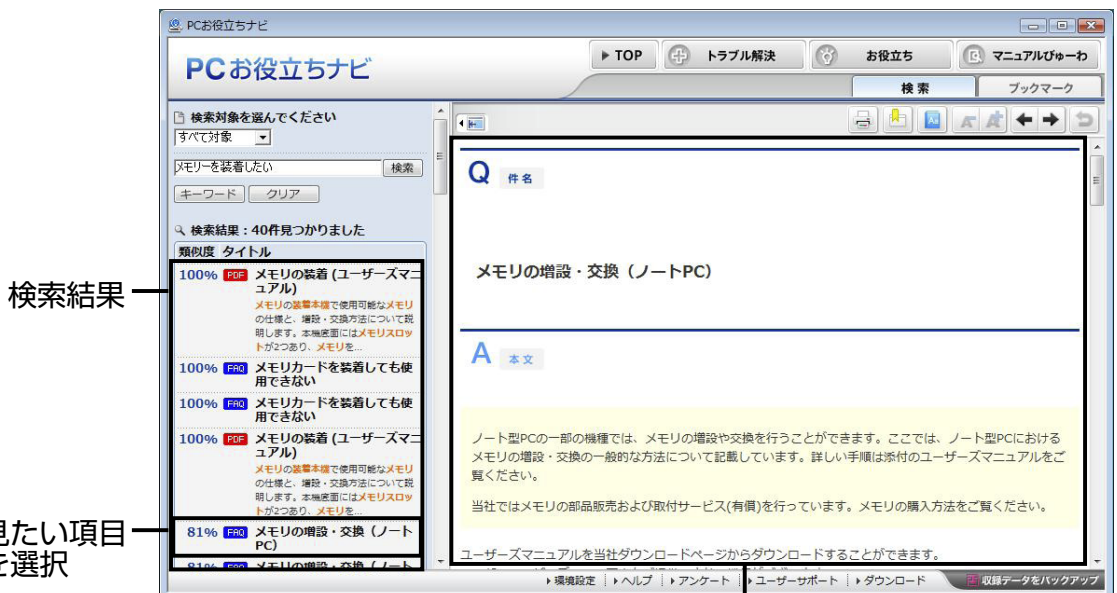 PCお役立ちナビ
PCお役立ちナビ
TOP
トラブル解決
お役立ち
マニュアルびゅーわ
検索
ブックマーク
検索対象を選んでください
すべて対象
メモリーを装着したい
検索
キーワード
クリア
検索結果：40件見つかりました
類似度 タイトル
100% PDF メモリの装着 (ユーザーズマニ
ュアル)
メモリの装着本機で使用可能なメモリ
の仕様と、増設・交換方法について説
明します。本機底面にはメモリスロッ
トが2つあり、メモリを...
100% FAQ メモリカードを装着しても使
用できない
100% FAQ メモリカードを装着しても使
用できない
100% PDF メモリの装着 (ユーザーズマニ
ュアル)
メモリの装着本機で使用可能なメモリ
の仕様と、増設・交換方法について説
明します。本機底面にはメモリスロッ
トが2つあり、メモリを...
81% FAQ メモリの増設・交換（ノート
PC）
81% FAQ メモリの増設・交換（ノート
検索結果
見たい項目
を選択
Q 件名
メモリの増設・交換（ノートPC）
A 本文
ノート型PCの一部の機種では、メモリの増設や交換を行うことができます。ここでは、ノート型PCにおける
メモリの増設・交換の一般的な方法について記載しています。詳しい手順は添付のユーザーズマニュアルをご
覧ください。
当社ではメモリの部品販売および取付サービス(有償)を行っています。メモリの購入方法をご覧ください。
ユーザーズマニュアルを当社ダウンロードページからダウンロードすることができます。
環境設定
ヘルプ
アンケート
ユーザーサポート
ダウンロード
収録データをバックアップ